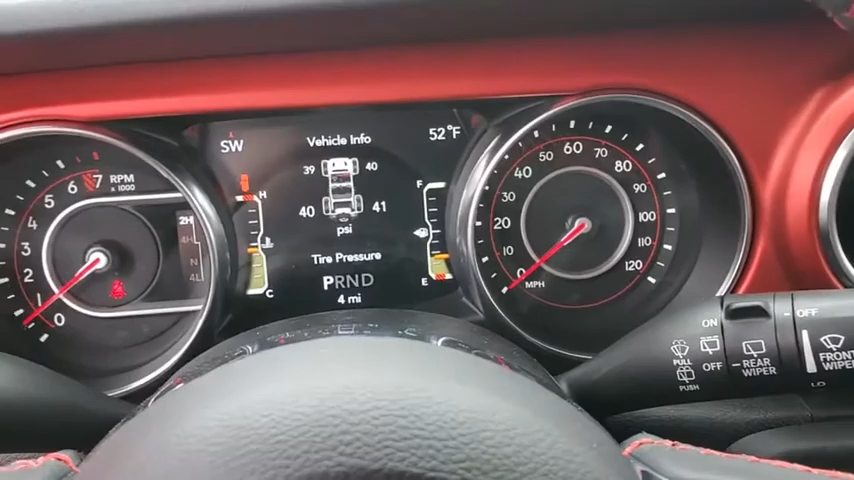 SW
Vehicle Info
52°F
39
40
40
41
psi
Tire Pressure
PRND
4 mi
H
C
F
E
RPM
x 1000
0
1
2
3
4
5
6
7
2H
4H
N
4L
0
10
20
30
40
50
60
70
80
90
100
110
120
MPH
PULL
PUSH
ON
OFF
REAR
WIPER
OFF
FRONT
WIPER
LO